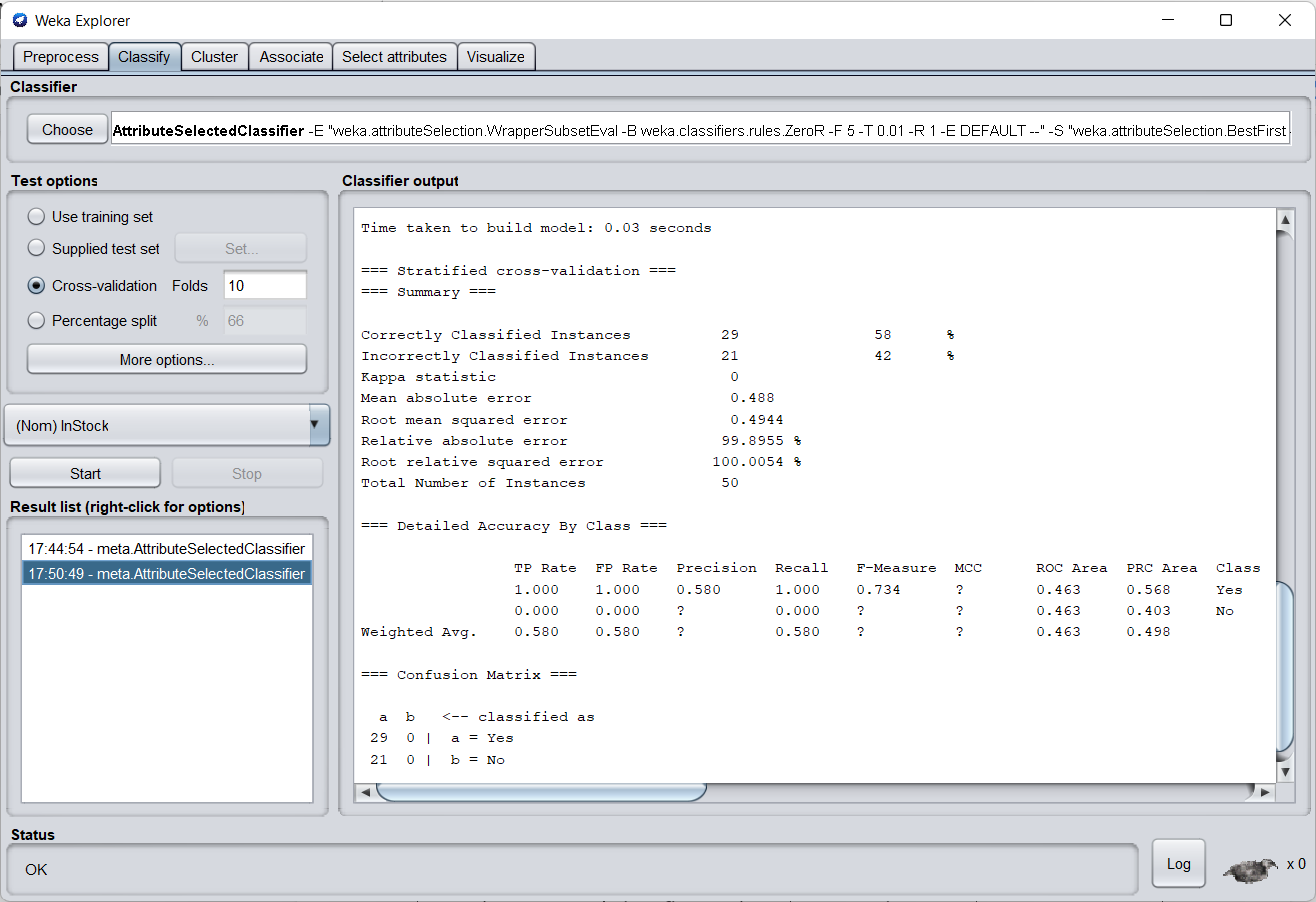 Weka Explorer
Preprocess Classify Cluster Associate Select attributes Visualize
Classifier
Choose AttributeSelectedClassifier -E "weka.attributeSelection.WrapperSubsetEval -B weka.classifiers.rules.ZeroR -F 5 -T 0.01 -R 1 -E DEFAULT --" -S "weka.attributeSelection.BestFirst -
Test options
Use training set
Supplied test set Set...
Cross-validation Folds 10
Percentage split % 66
More options...
(Nom) InStock
Start Stop
Result list (right-click for options)
17:44:54 - meta.AttributeSelectedClassifier
17:50:49 - meta.AttributeSelectedClassifier
Classifier output
Time taken to build model: 0.03 seconds
=== Stratified cross-validation ===
=== Summary ===
Correctly Classified Instances 29 58 %
Incorrectly Classified Instances 21 42 %
Kappa statistic 0
Mean absolute error 0.488
Root mean squared error 0.4944
Relative absolute error 99.8955 %
Root relative squared error 100.0054 %
Total Number of Instances 50
=== Detailed Accuracy By Class ===
TP Rate FP Rate Precision Recall F-Measure MCC ROC Area PRC Area Class
1.000 1.000 0.580 1.000 0.734 ? 0.463 0.568 Yes
0.000 0.000 ? 0.000 ? ? 0.463 0.403 No
Weighted Avg. 0.580 0.580 ? 0.580 ? ? 0.463 0.498
=== Confusion Matrix ===
a b <-- classified as
29 0 | a = Yes
21 0 | b = No
Status
OK
Log x 0